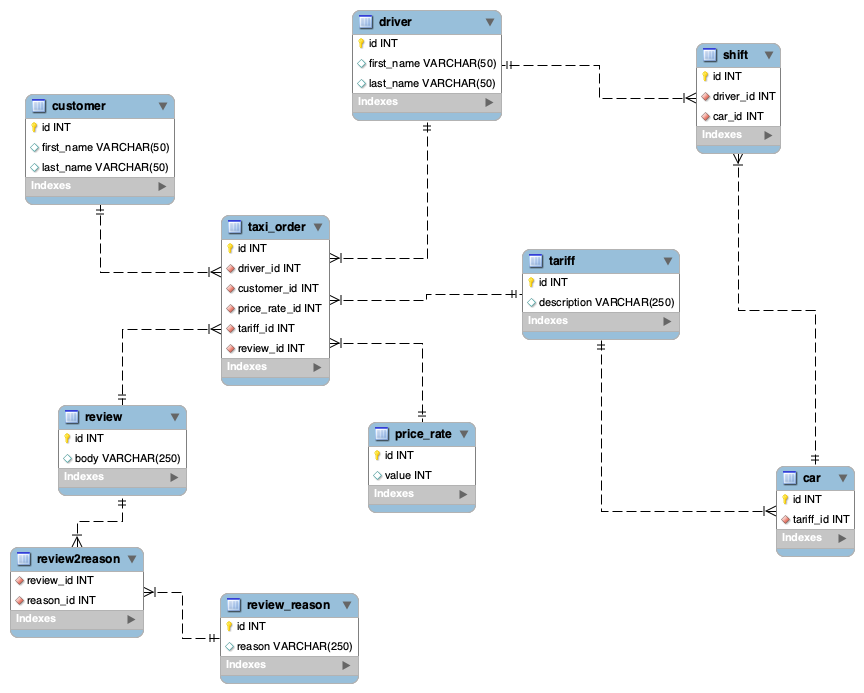 driver
id INT
first_name VARCHAR(50)
last_name VARCHAR(50)
Indexes
shift
id INT
driver_id INT
car_id INT
Indexes
customer
id INT
first_name VARCHAR(50)
last_name VARCHAR(50)
Indexes
taxi_order
id INT
driver_id INT
customer_id INT
price_rate_id INT
tariff_id INT
review_id INT
Indexes
tariff
id INT
description VARCHAR(250)
Indexes
review
id INT
body VARCHAR(250)
Indexes
price_rate
id INT
value INT
Indexes
car
id INT
tariff_id INT
Indexes
review2reason
review_id INT
reason_id INT
Indexes
review_reason
id INT
reason VARCHAR(250)
Indexes